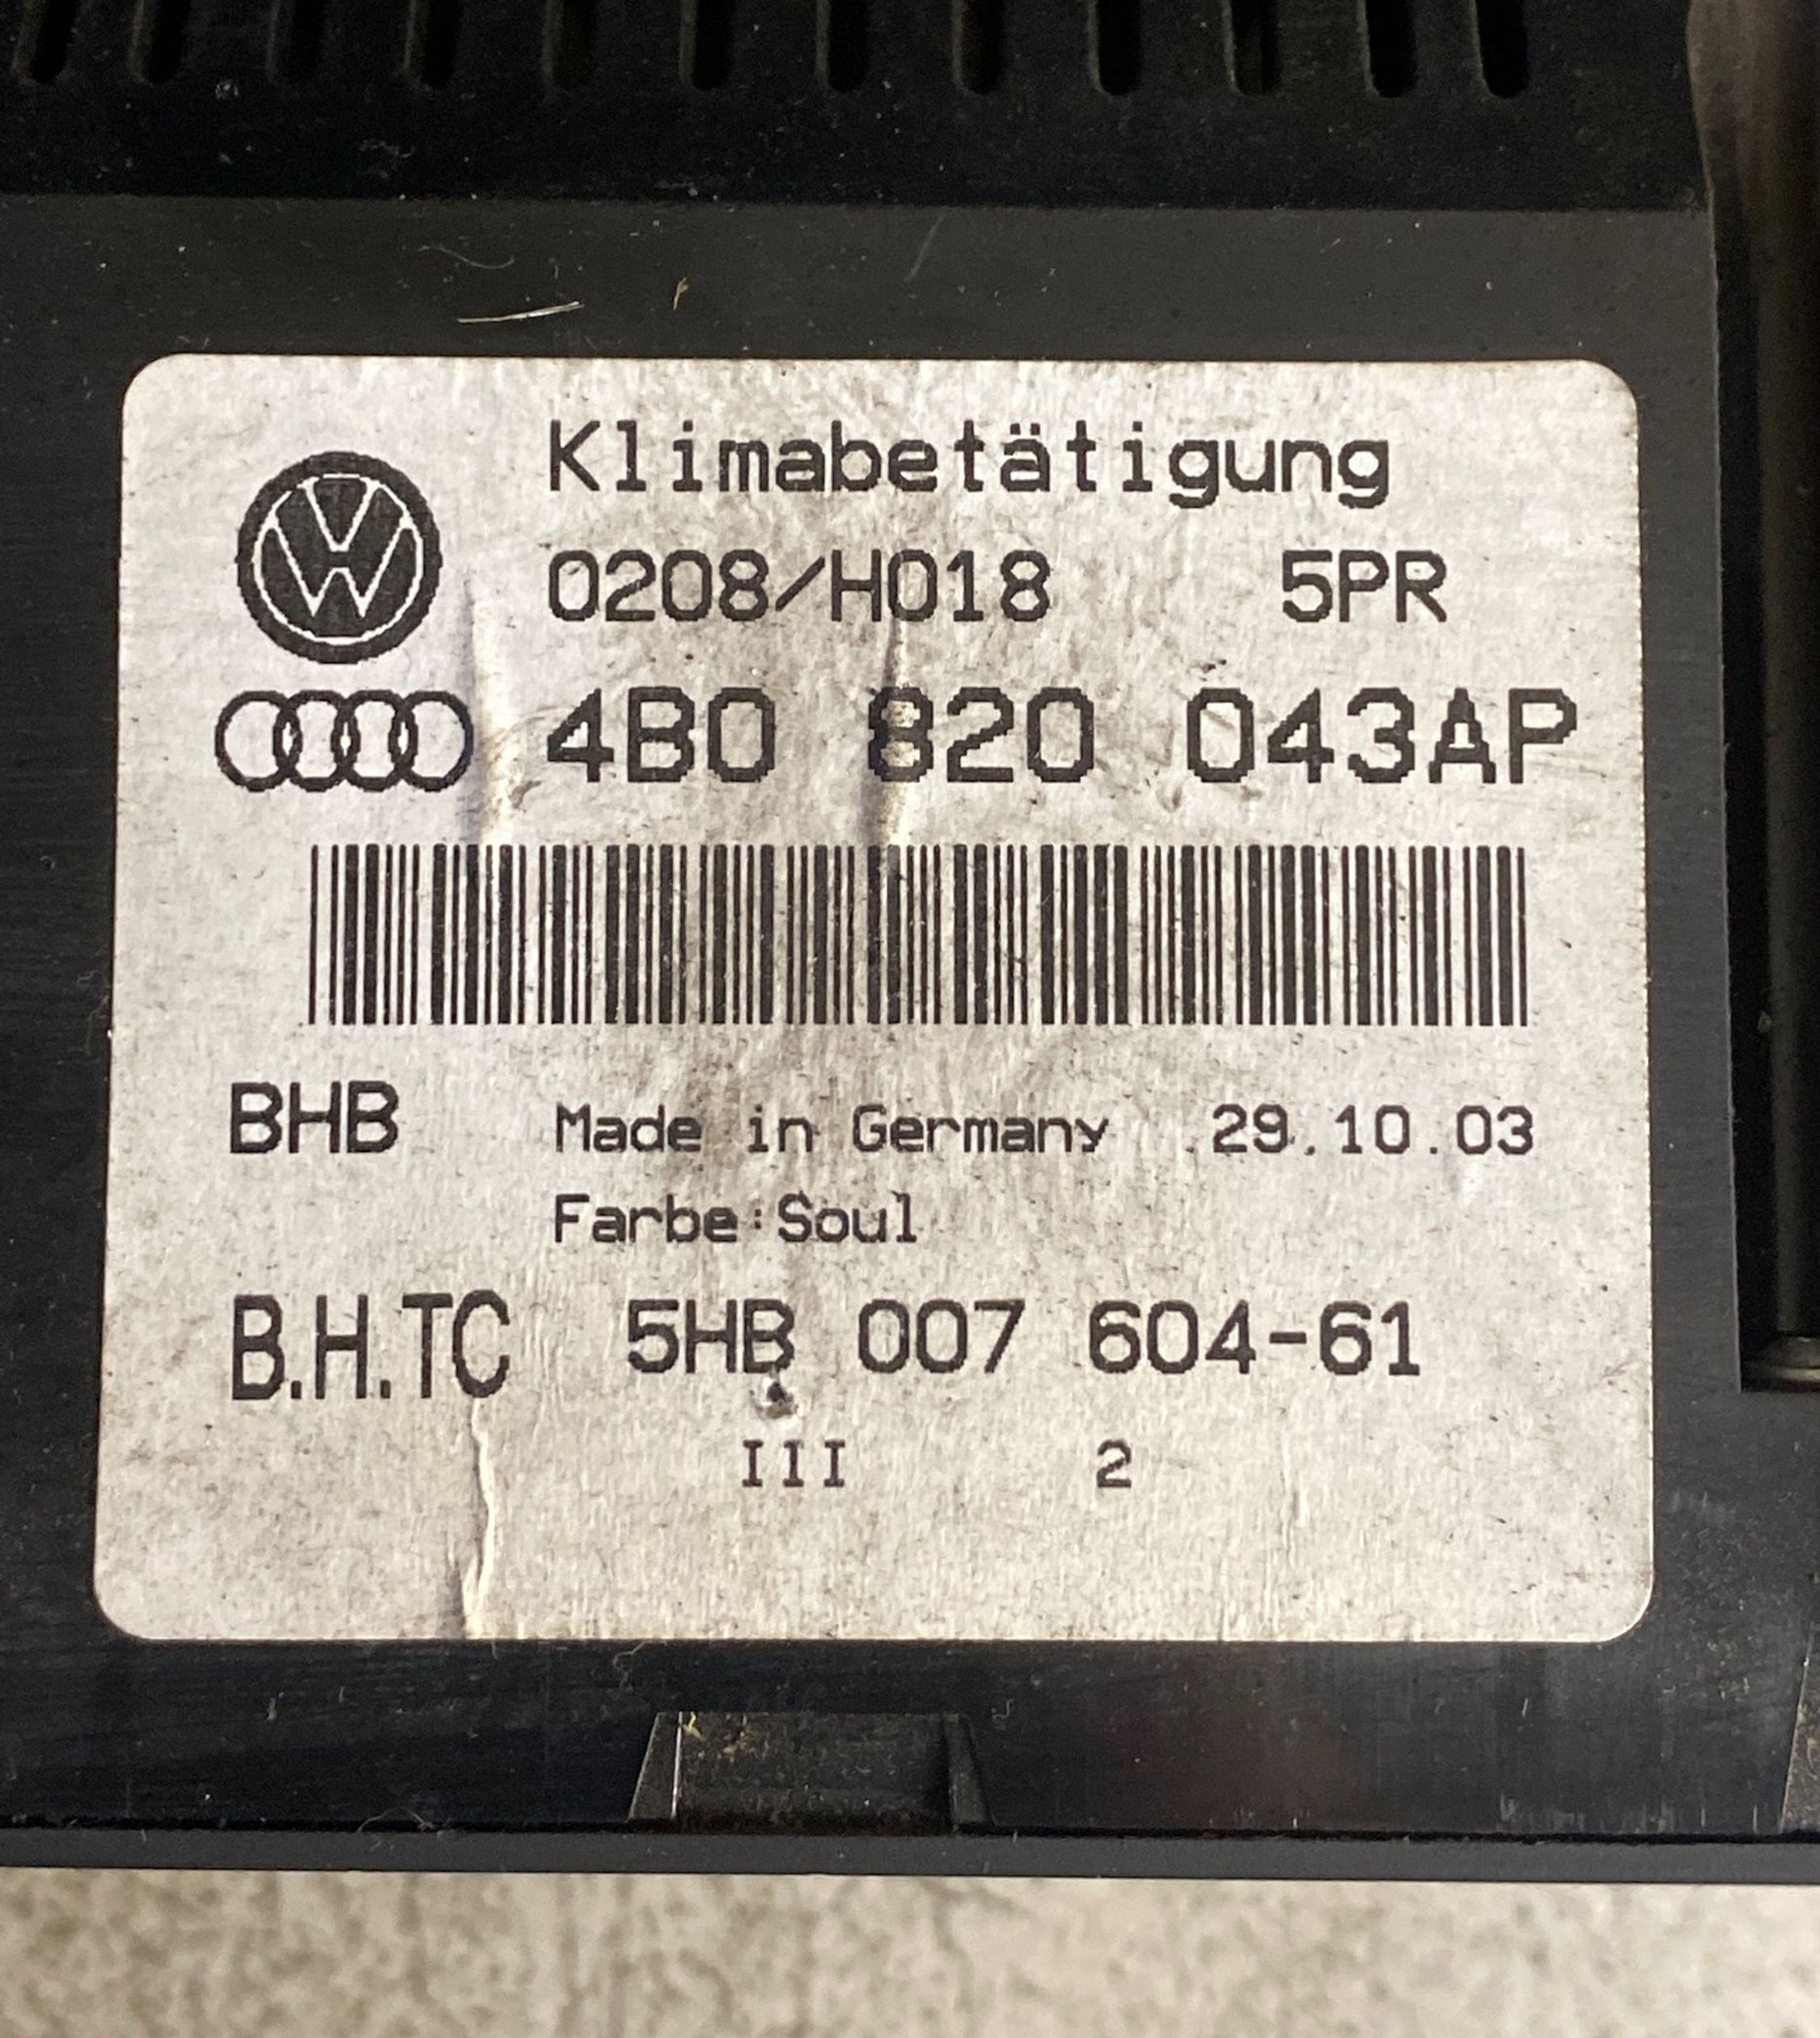 Klimabetätigung
0208/H018 5PR
4B0 820 043AP
BHB Made in Germany .29.10.03
Farbe:Soul
B.H.TC 5HB 007 604-61
III 2